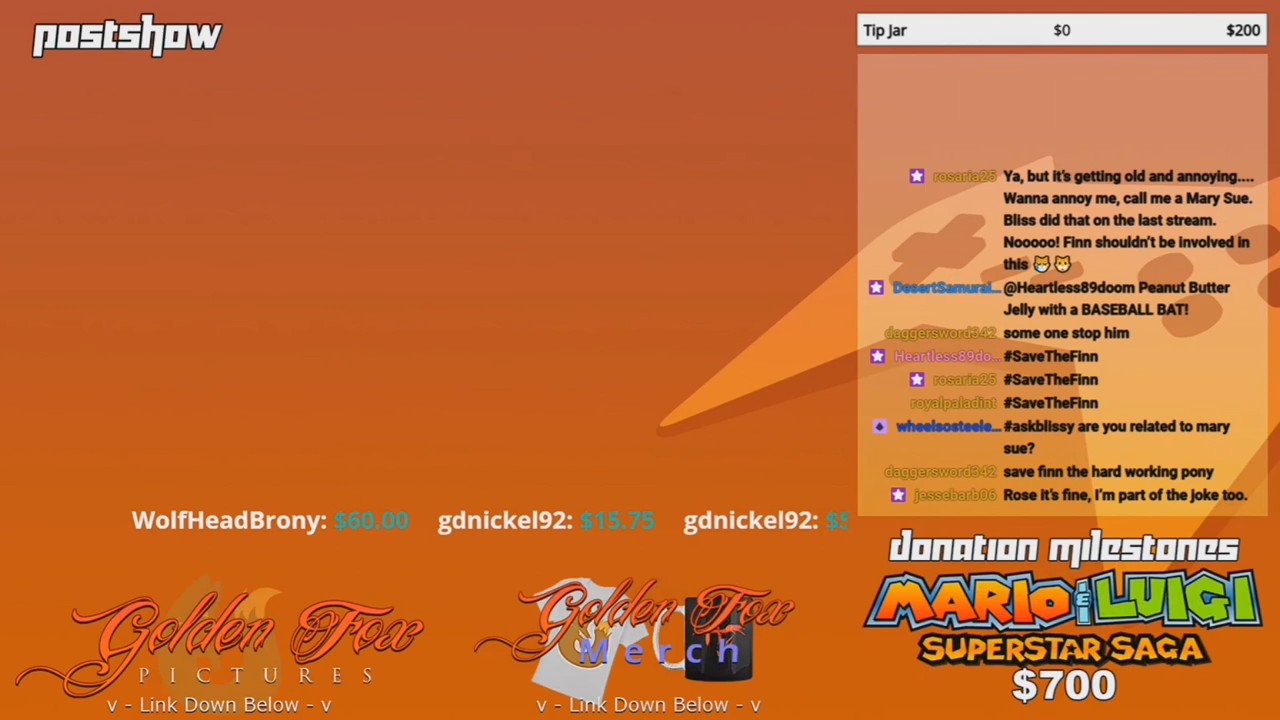 postshow
Tip Jar $0 $200
rosaria25 Ya, but it's getting old and annoying....
Wanna annoy me, call me a Mary Sue.
Bliss did that on the last stream.
Nooooo! Finn shouldn't be involved in
this
DesertSamurai... @Heartless89doom Peanut Butter
Jelly with a BASEBALL BAT!
daggersword342 some one stop him
Heartless89do... #SaveTheFinn
rosaria25 #SaveTheFinn
royalpaladint #SaveTheFinn
wheelsosteele... #askblissy are you related to mary
sue?
daggersword342 save finn the hard working pony
jessebarb06 Rose it's fine, I'm part of the joke too.
WolfHeadBrony: $60.00 gdnickel92: $15.75 gdnickel92: $5
donation milestones
MARIO & LUIGI
SUPERSTAR SAGA
$700
Golden Fox
PICTURES
v - Link Down Below - v
Golden Fox
Merch
v - Link Down Below - v